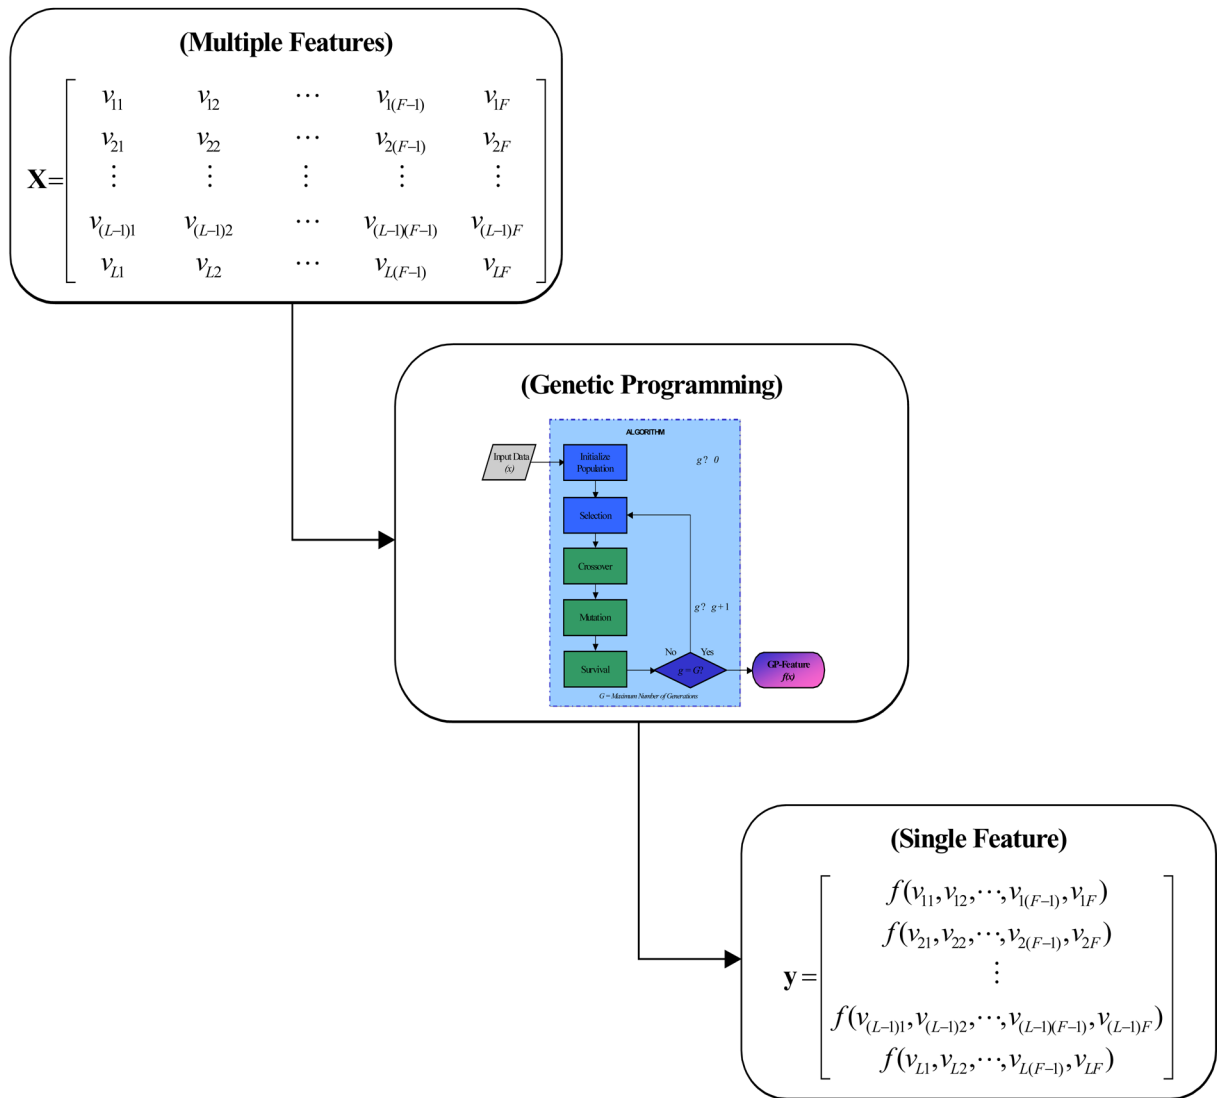 (Multiple Features)
X = [ v11 v12 ⋯ v1(F−1) v1F
v21 v22 ⋯ v2(F−1) v2F
⋮ ⋮ ⋮ ⋮ ⋮
v(L−1)1 v(L−1)2 ⋯ v(L−1)(F−1) v(L−1)F
vL1 vL2 ⋯ vL(F−1) vLF ]
(Genetic Programming)
ALGORITHM
Input Data
(x)
Initialize
Population
g ? 0
Selection
Crossover
g ? g + 1
Mutation
No
Yes
Survival
g = G?
GP-Feature
f(x)
G = Maximum Number of Generations
(Single Feature)
y = [ f(v11, v12, ⋯, v1(F−1), v1F)
f(v21, v22, ⋯, v2(F−1), v2F)
⋮
f(v(L−1)1, v(L−1)2, ⋯, v(L−1)(F−1), v(L−1)F)
f(vL1, vL2, ⋯, vL(F−1), vLF) ]